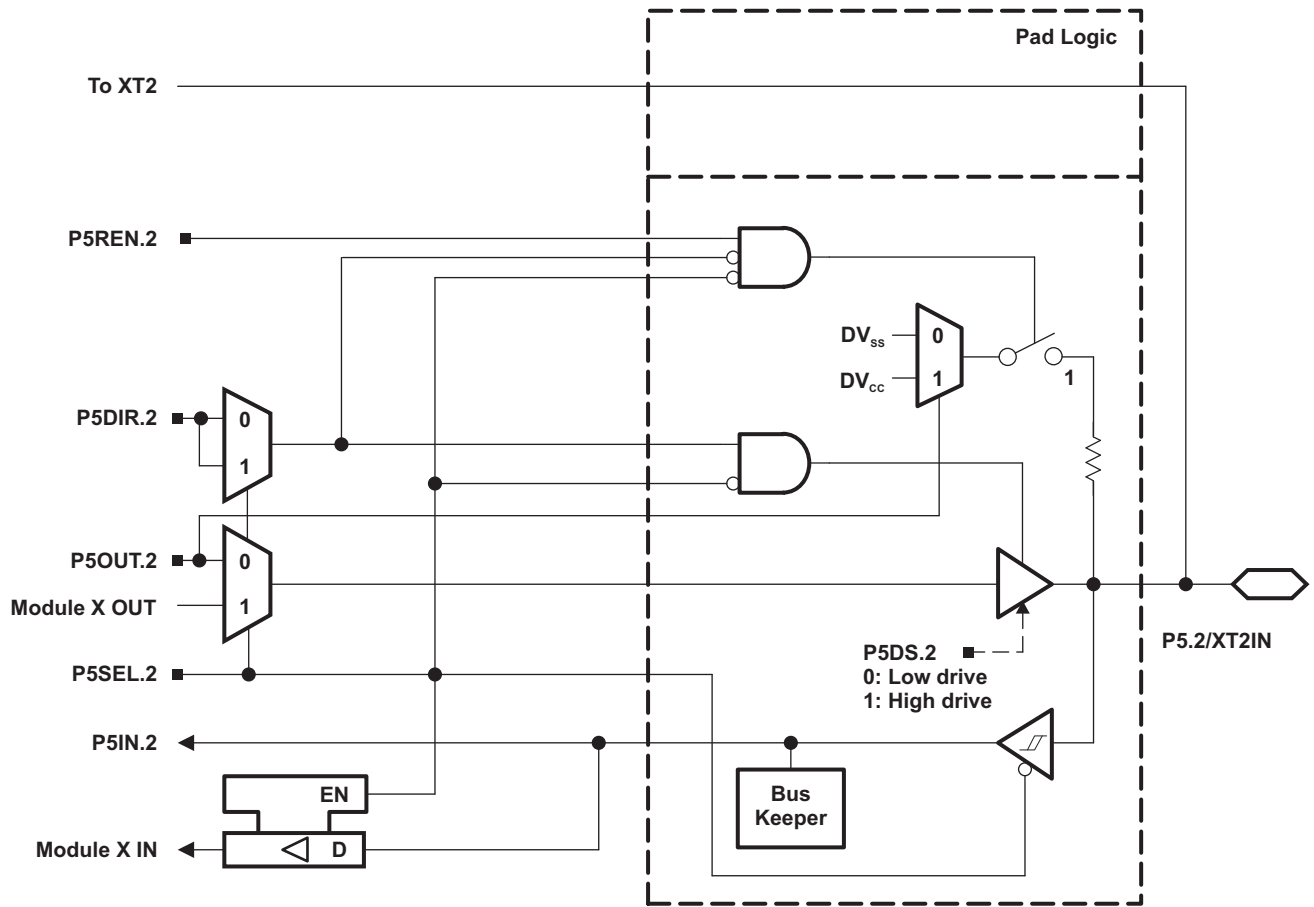 Pad Logic
To XT2
P5REN.2
DVSS
0
DVCC
1
1
P5DIR.2
0
1
P5OUT.2
0
Module X OUT
1
P5SEL.2
P5DS.2
0: Low drive
1: High drive
P5.2/XT2IN
P5IN.2
EN
Bus
Keeper
Module X IN
D